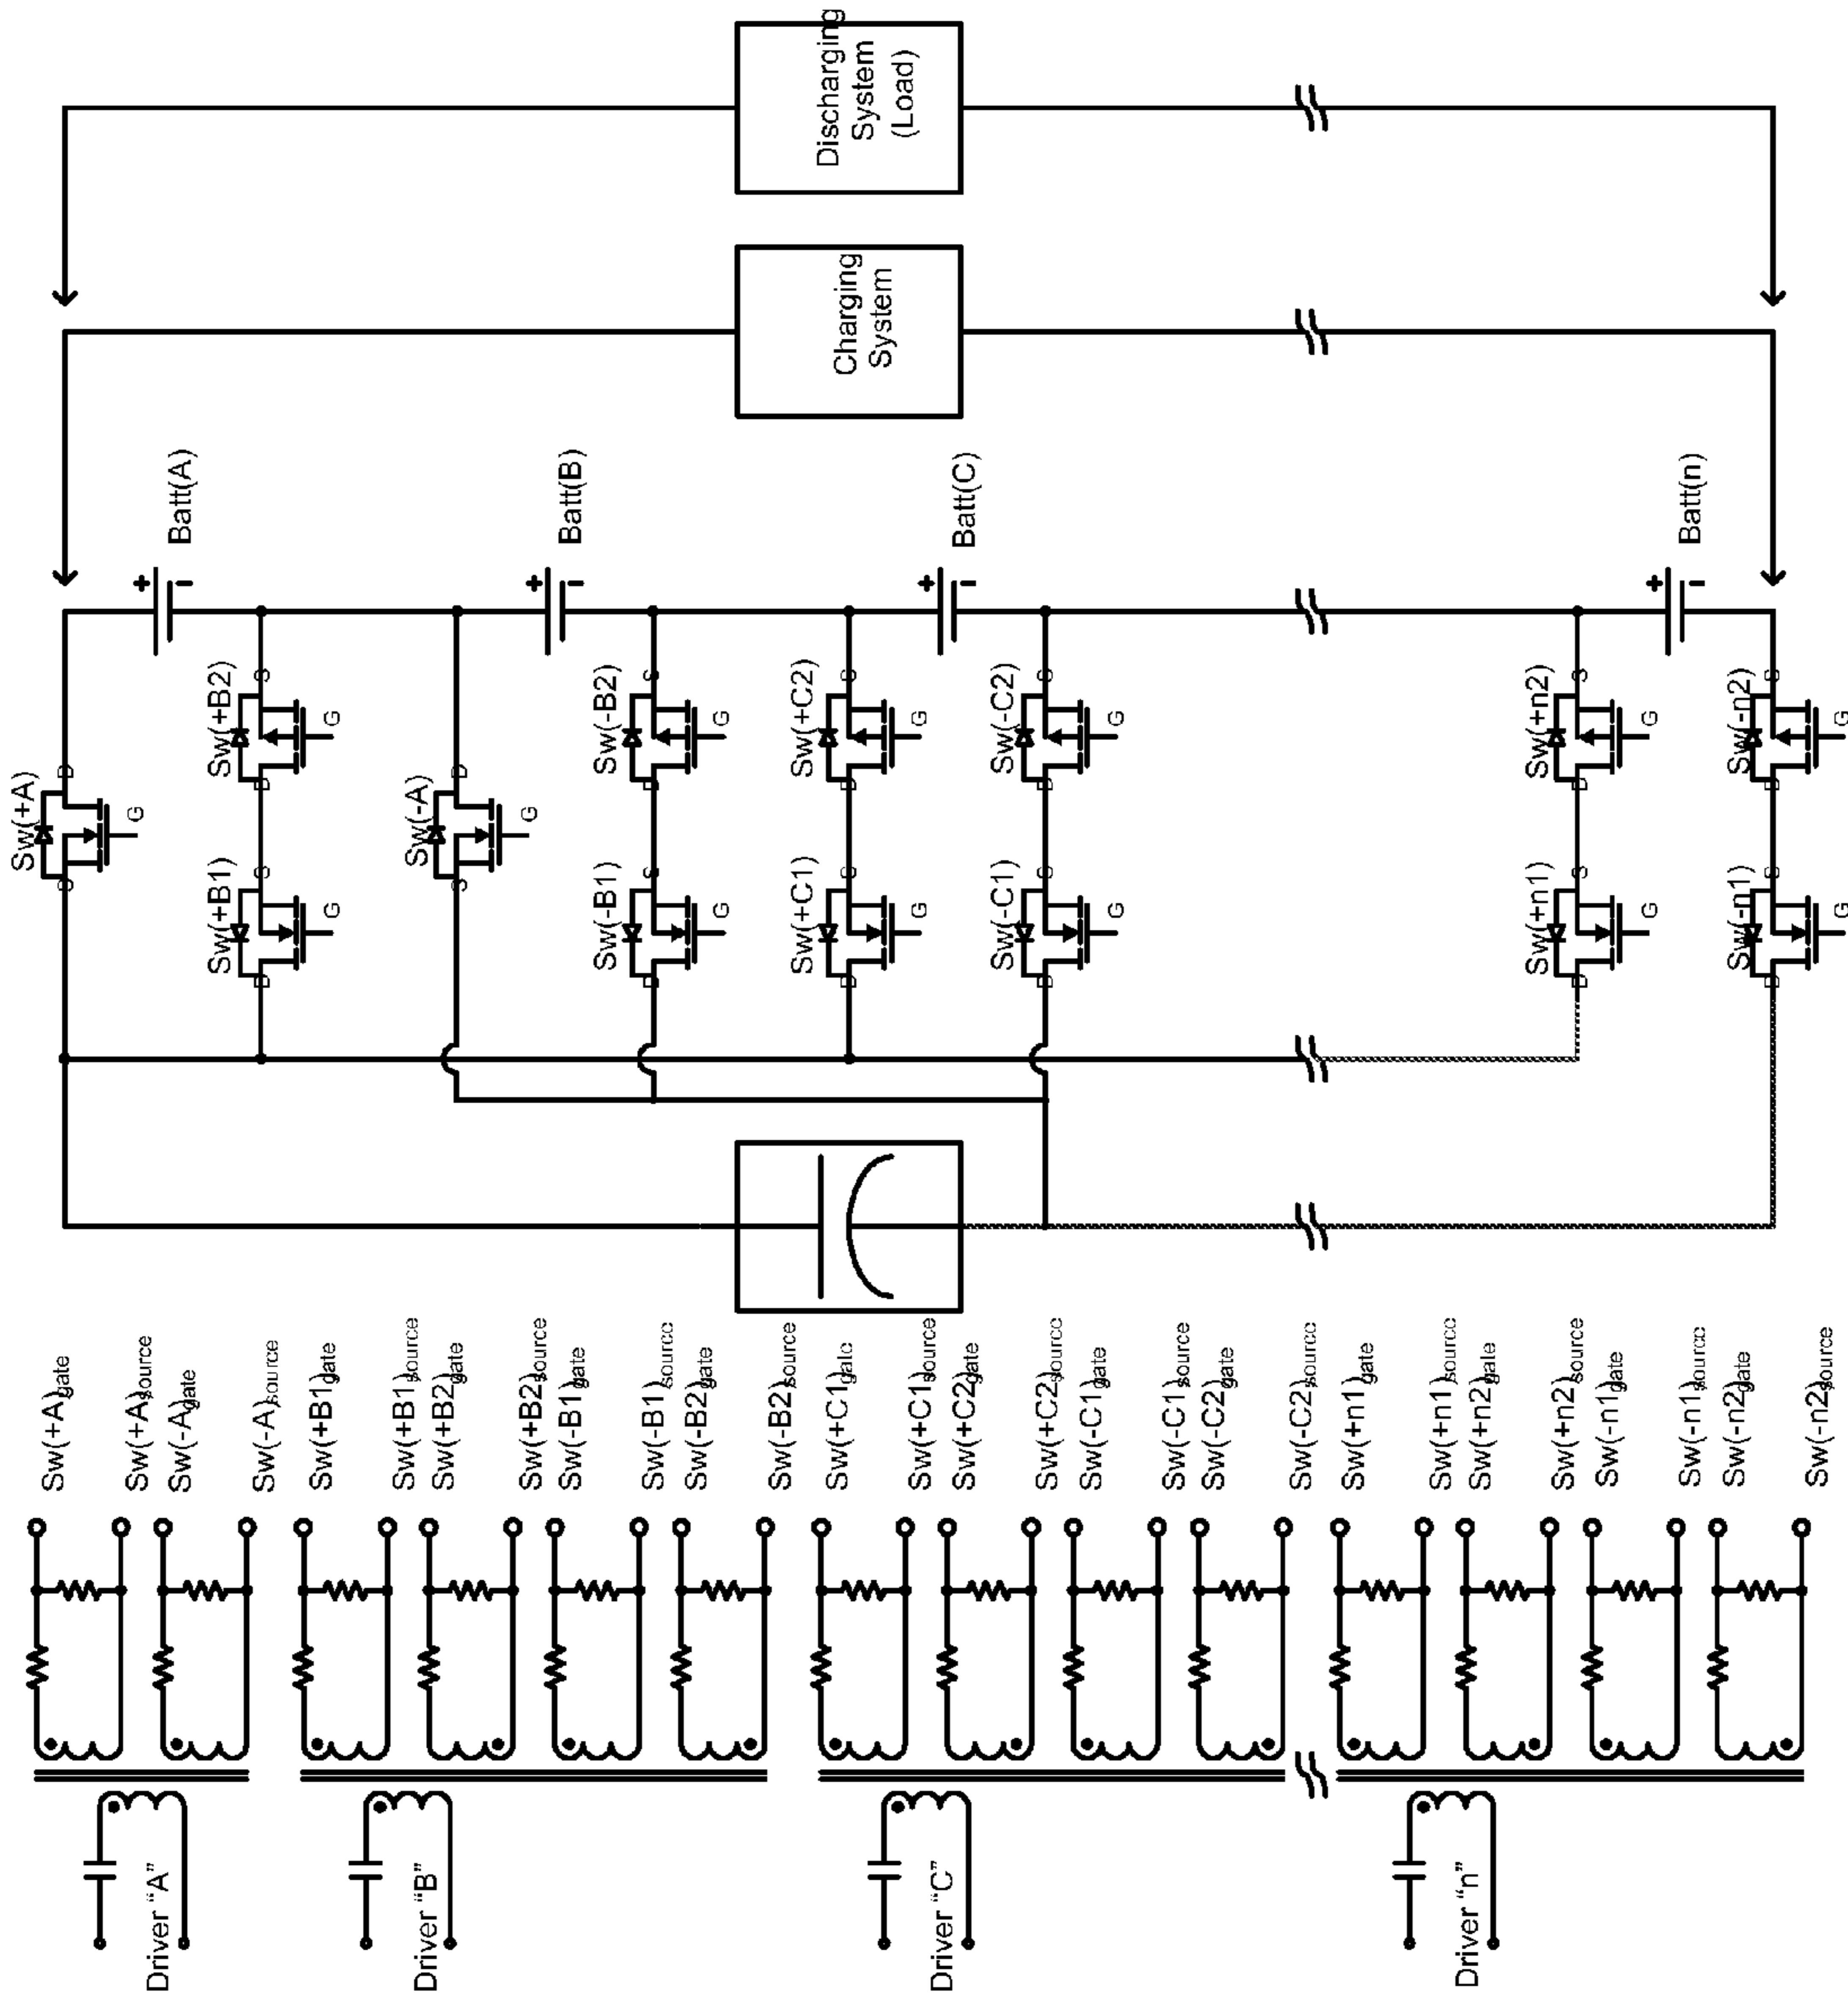 Discharging
System
(Load)
Charging
System
Batt(A)
Batt(B)
Batt(C)
Batt(n)
+
-
+
-
+
-
+
-
Sw(+A)
S
D
G
Sw(+B1)
D
S
G
Sw(+B2)
D
S
G
Sw(-A)
S
D
G
Sw(-B1)
D
S
G
Sw(-B2)
D
S
G
Sw(+C1)
D
S
G
Sw(+C2)
D
S
G
Sw(-C1)
D
S
G
Sw(-C2)
D
S
G
Sw(+n1)
D
S
G
Sw(+n2)
D
S
G
Sw(-n1)
D
S
G
Sw(-n2)
D
S
G
Sw(+A)gate
Sw(+A)source
Sw(-A)gate
Sw(-A)source
Sw(+B1)gate
Sw(+B1)source
Sw(+B2)gate
Sw(+B2)source
Sw(-B1)gate
Sw(-B1)source
Sw(-B2)gate
Sw(-B2)source
Sw(+C1)gate
Sw(+C1)source
Sw(+C2)gate
Sw(+C2)source
Sw(-C1)gate
Sw(-C1)source
Sw(-C2)gate
Sw(-C2)source
Sw(+n1)gate
Sw(+n1)source
Sw(+n2)gate
Sw(+n2)source
Sw(-n1)gate
Sw(-n1)source
Sw(-n2)gate
Sw(-n2)source
Driver “A”
Driver “B”
Driver “C”
Driver “n”